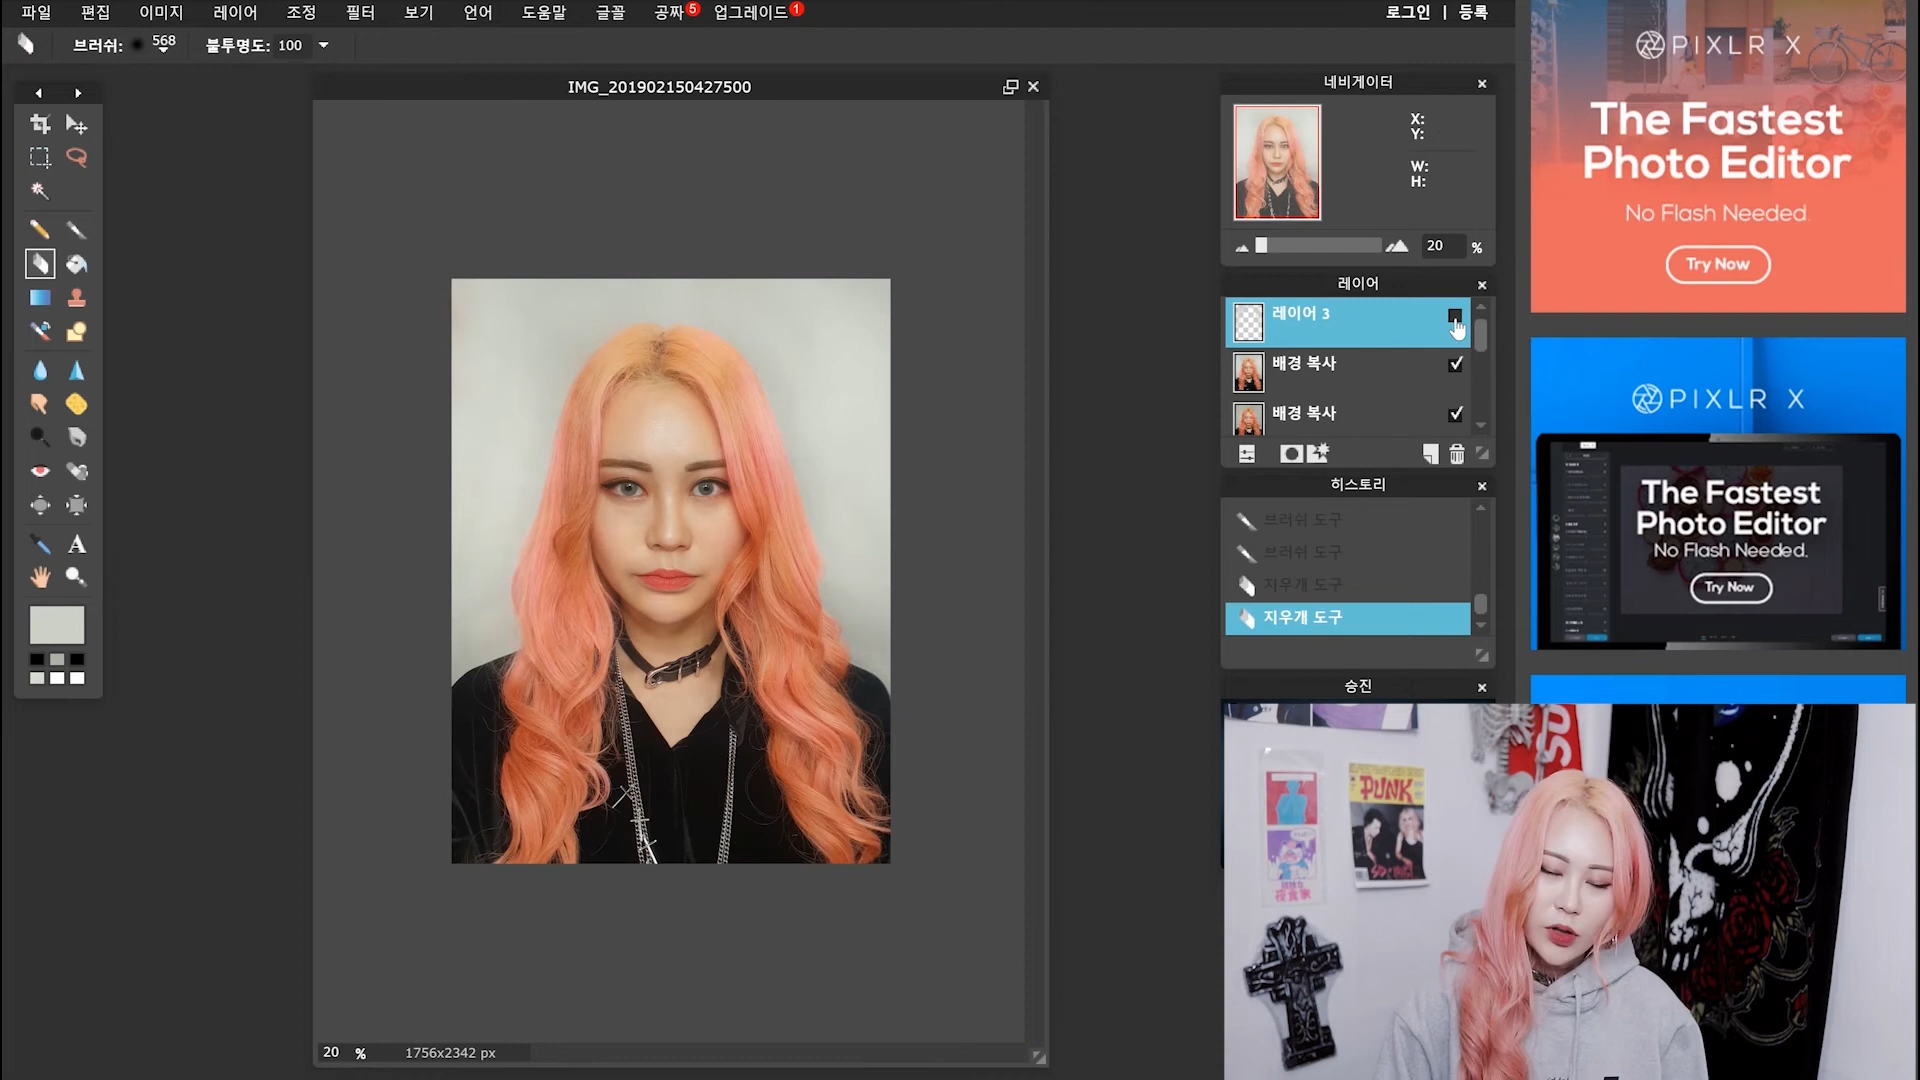 파일 편집 이미지 레이어 조정 필터 보기 언어 도움말 글꼴 공짜 5 업그레이드 1 로그인 | 등록
브러쉬: 568 불투명도: 100
IMG_201902150427500
네비게이터
X:
Y:
W:
H:
20 %
레이어
레이어 3
배경 복사
배경 복사
히스토리
브러쉬 도구
브러쉬 도구
지우개 도구
지우개 도구
승진
A
20 % 1756x2342 px
PIXLR X
The Fastest
Photo Editor
No Flash Needed.
Try Now
PIXLR X
The Fastest
Photo Editor
No Flash Needed.
Try Now
SU
PUNK
夜食家